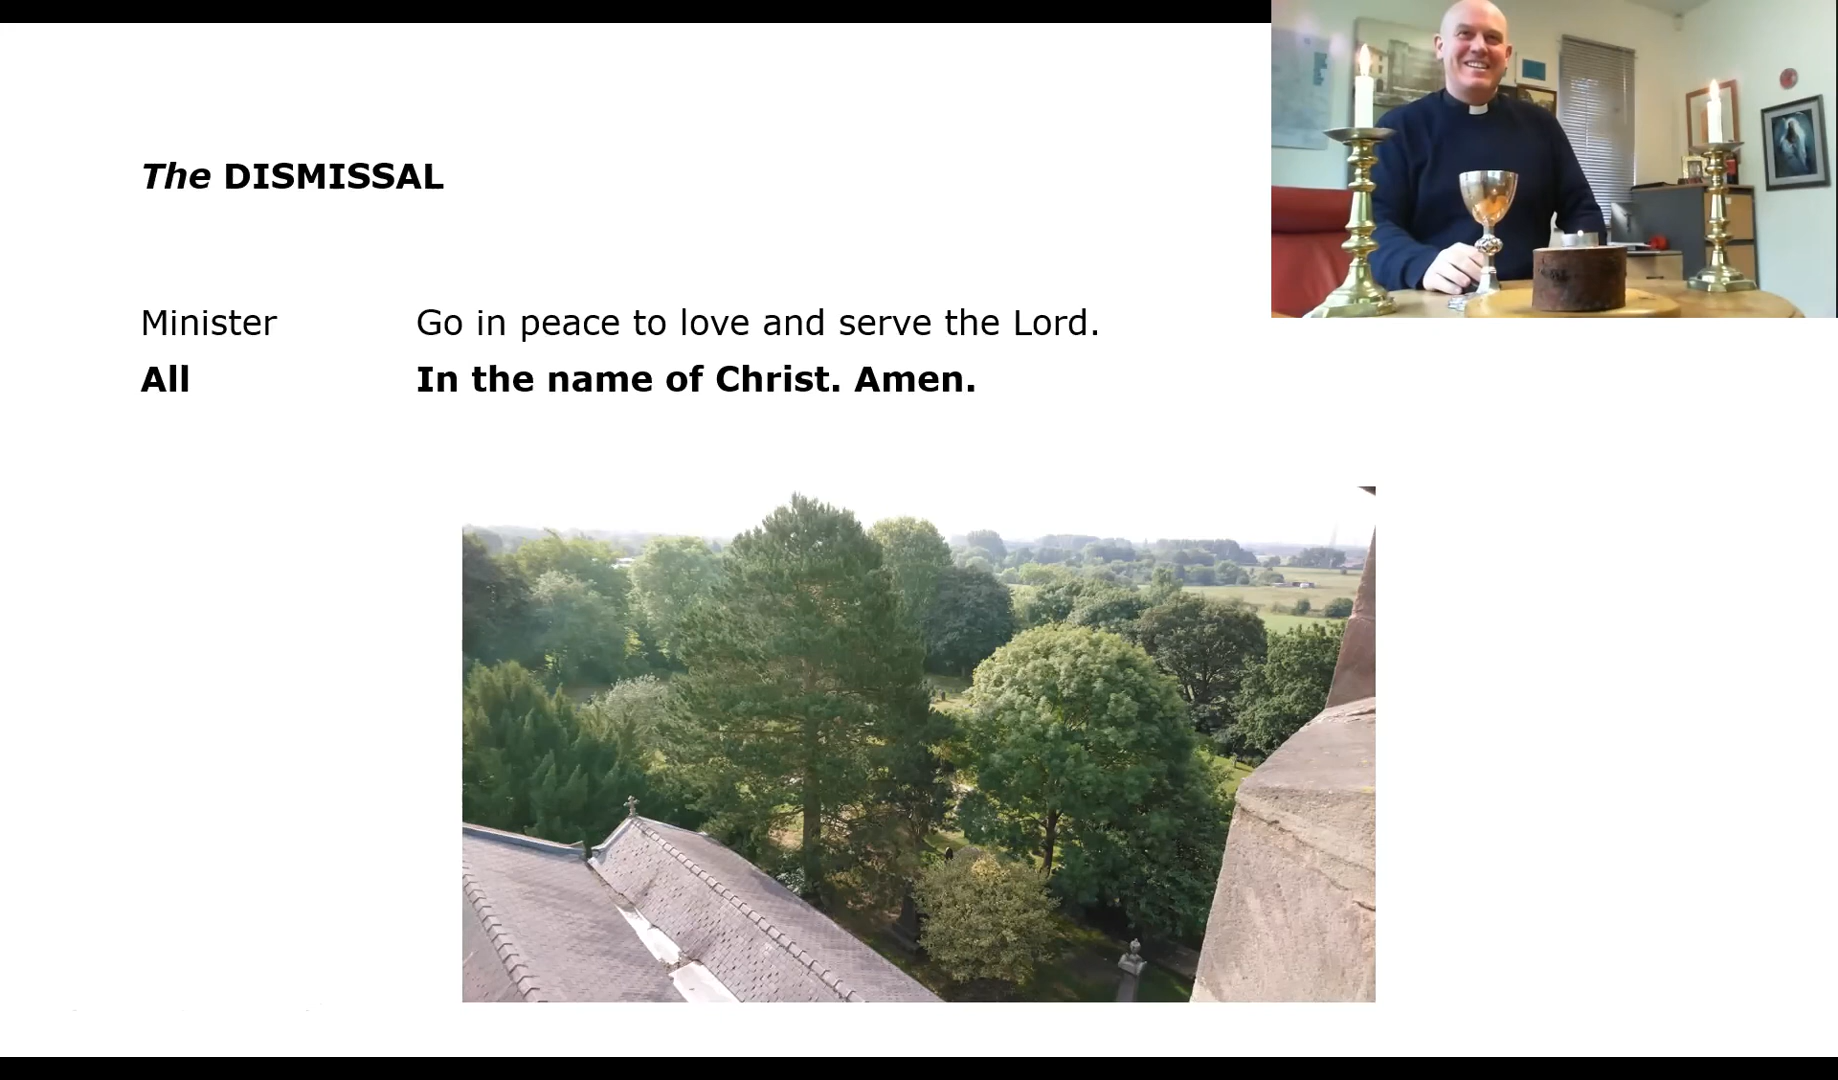 The DISMISSAL
Minister Go in peace to love and serve the Lord.
All In the name of Christ. Amen.